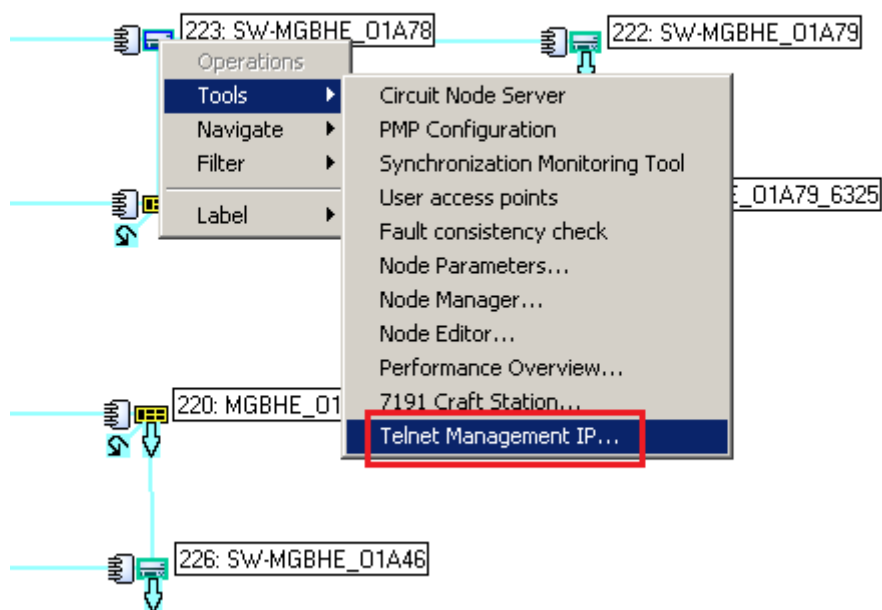 223: SW-MGBHE_01A78
222: SW-MGBHE_01A79
Operations
Tools
Navigate
Filter
Label
Circuit Node Server
PMP Configuration
Synchronization Monitoring Tool
User access points
Fault consistency check
Node Parameters...
Node Manager...
Node Editor...
Performance Overview...
7191 Craft Station...
Telnet Management IP...
E_01A79_6325
220: MGBHE_01
226: SW-MGBHE_01A46